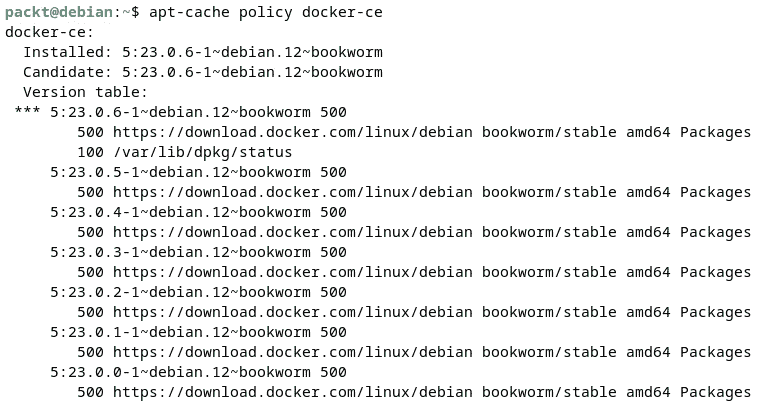 packt@debian:~$ apt-cache policy docker-ce
docker-ce:
  Installed: 5:23.0.6-1~debian.12~bookworm
  Candidate: 5:23.0.6-1~debian.12~bookworm
  Version table:
 *** 5:23.0.6-1~debian.12~bookworm 500
        500 https://download.docker.com/linux/debian bookworm/stable amd64 Packages
        100 /var/lib/dpkg/status
     5:23.0.5-1~debian.12~bookworm 500
        500 https://download.docker.com/linux/debian bookworm/stable amd64 Packages
     5:23.0.4-1~debian.12~bookworm 500
        500 https://download.docker.com/linux/debian bookworm/stable amd64 Packages
     5:23.0.3-1~debian.12~bookworm 500
        500 https://download.docker.com/linux/debian bookworm/stable amd64 Packages
     5:23.0.2-1~debian.12~bookworm 500
        500 https://download.docker.com/linux/debian bookworm/stable amd64 Packages
     5:23.0.1-1~debian.12~bookworm 500
        500 https://download.docker.com/linux/debian bookworm/stable amd64 Packages
     5:23.0.0-1~debian.12~bookworm 500
        500 https://download.docker.com/linux/debian bookworm/stable amd64 Packages